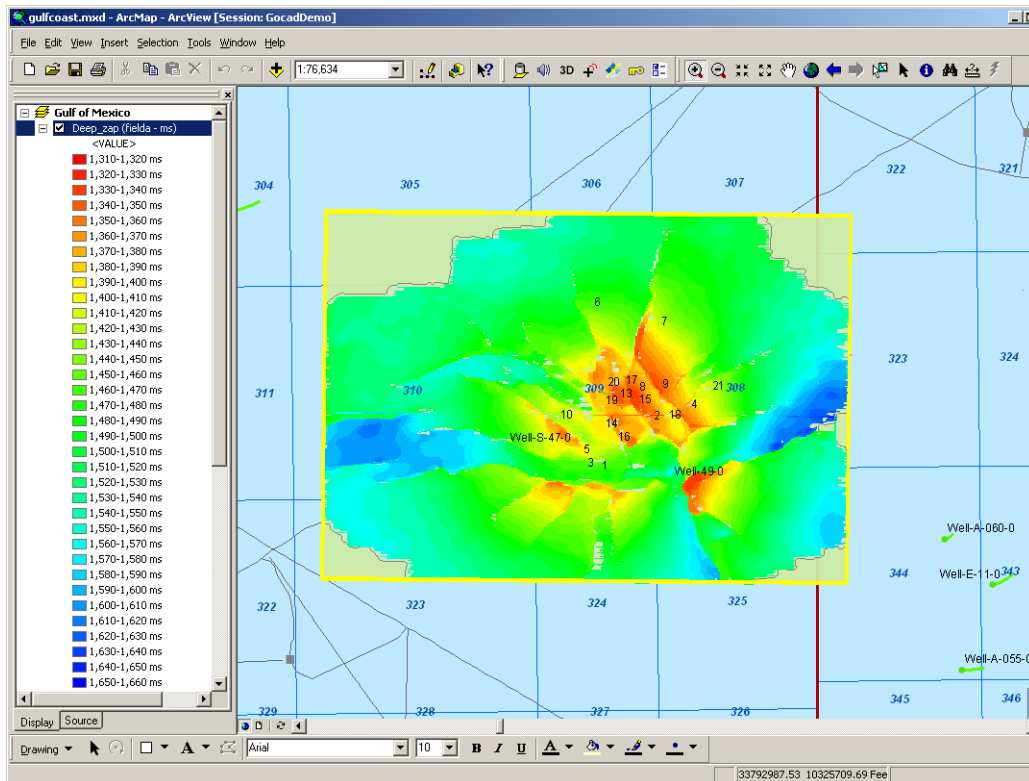 gulfcoast.mxd - ArcMap - ArcView [Session: GocadDemo]
File Edit View Insert Selection Tools Window Help
1:76,634
3D
Gulf of Mexico
Deep_zap (fielda - ms)
<VALUE>
1,310-1,320 ms
1,320-1,330 ms
1,330-1,340 ms
1,340-1,350 ms
1,350-1,360 ms
1,360-1,370 ms
1,370-1,380 ms
1,380-1,390 ms
1,390-1,400 ms
1,400-1,410 ms
1,410-1,420 ms
1,420-1,430 ms
1,430-1,440 ms
1,440-1,450 ms
1,450-1,460 ms
1,460-1,470 ms
1,470-1,480 ms
1,480-1,490 ms
1,490-1,500 ms
1,500-1,510 ms
1,510-1,520 ms
1,520-1,530 ms
1,530-1,540 ms
1,540-1,550 ms
1,550-1,560 ms
1,560-1,570 ms
1,570-1,580 ms
1,580-1,590 ms
1,590-1,600 ms
1,600-1,610 ms
1,610-1,620 ms
1,620-1,630 ms
1,630-1,640 ms
1,640-1,650 ms
1,650-1,660 ms
Display Source
304 305 306 307 322 321
6
7
323 324
311 310 309 308
20 17 8 9 21
19 13 15 4
10 14 2 18
Well-S-47-0 16
5
3 1 Well-49-0
Well-A-060-0
344 Well-E-11-0 343
322 323 324 325
Well-A-055-0
345 346
329 328 327 326
Drawing A Arial 10 B I U A
33792987.53 10325709.69 Fee